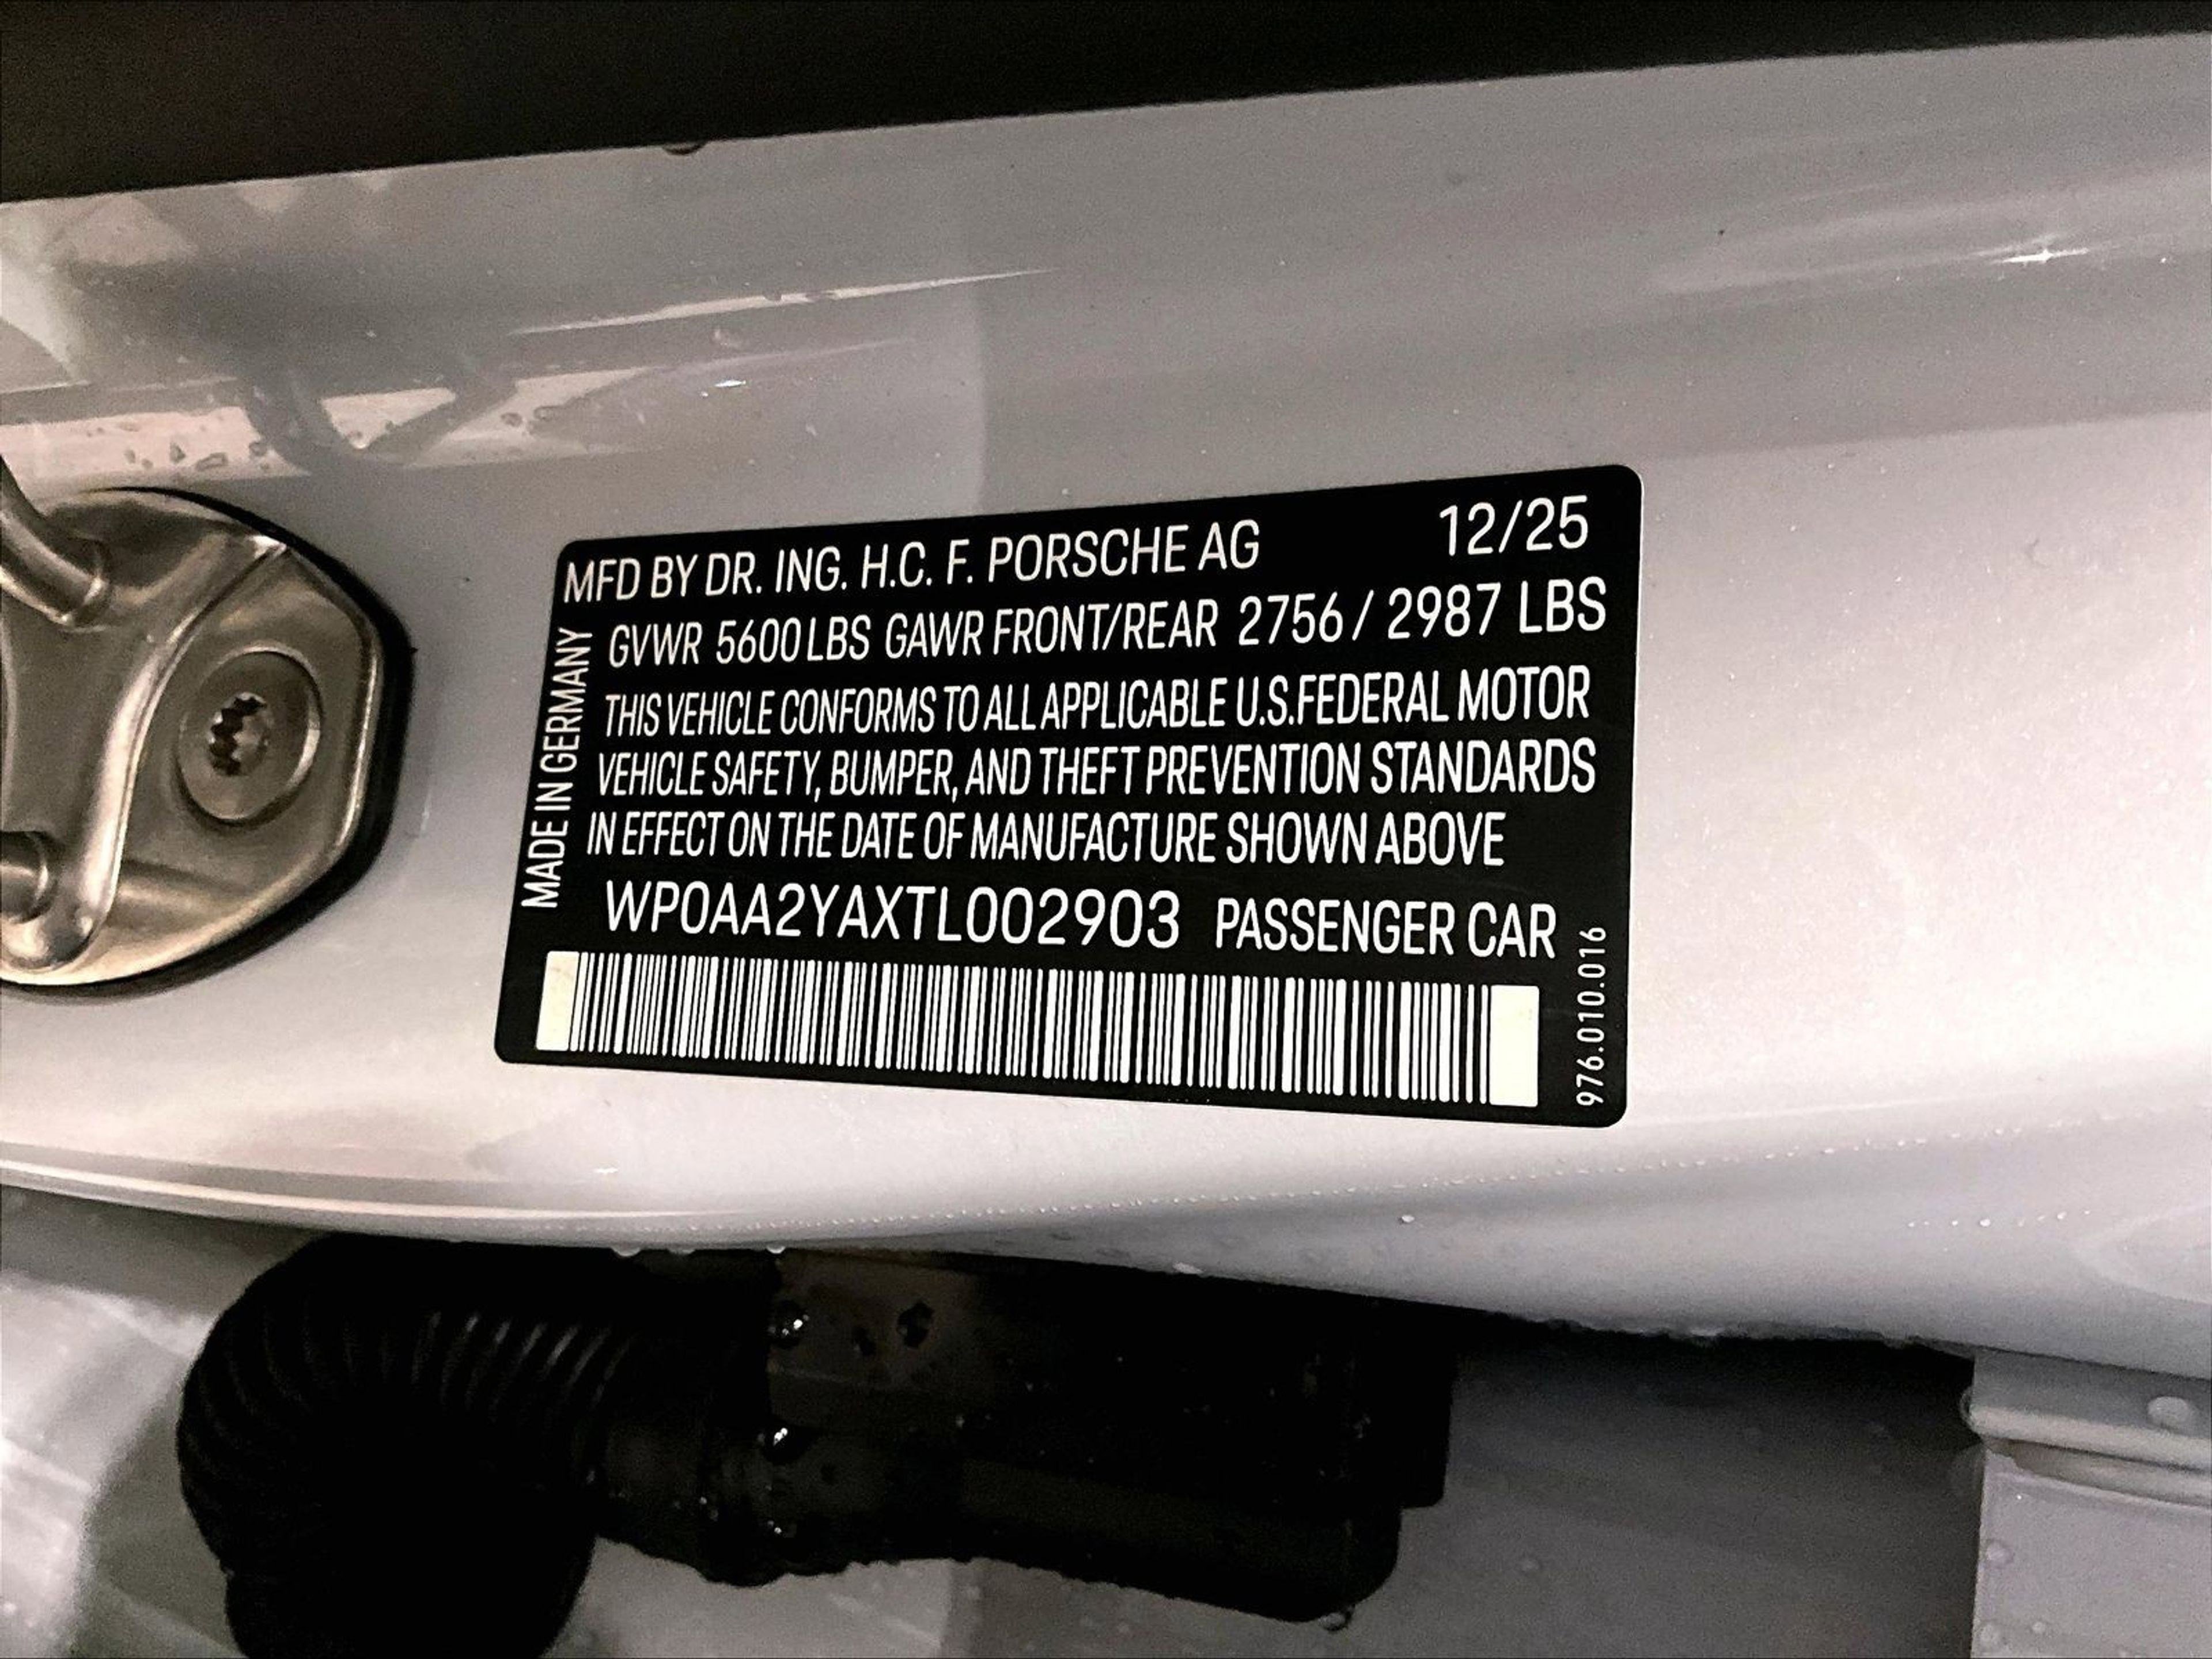 MFD BY DR. ING. H.C. F. PORSCHE AG 12/25
GVWR 5600 LBS GAWR FRONT/REAR 2756 / 2987 LBS
THIS VEHICLE CONFORMS TO ALL APPLICABLE U.S.FEDERAL MOTOR
VEHICLE SAFETY, BUMPER, AND THEFT PREVENTION STANDARDS
IN EFFECT ON THE DATE OF MANUFACTURE SHOWN ABOVE
WP0AA2YAXTL002903 PASSENGER CAR
MADE IN GERMANY
976.010.016